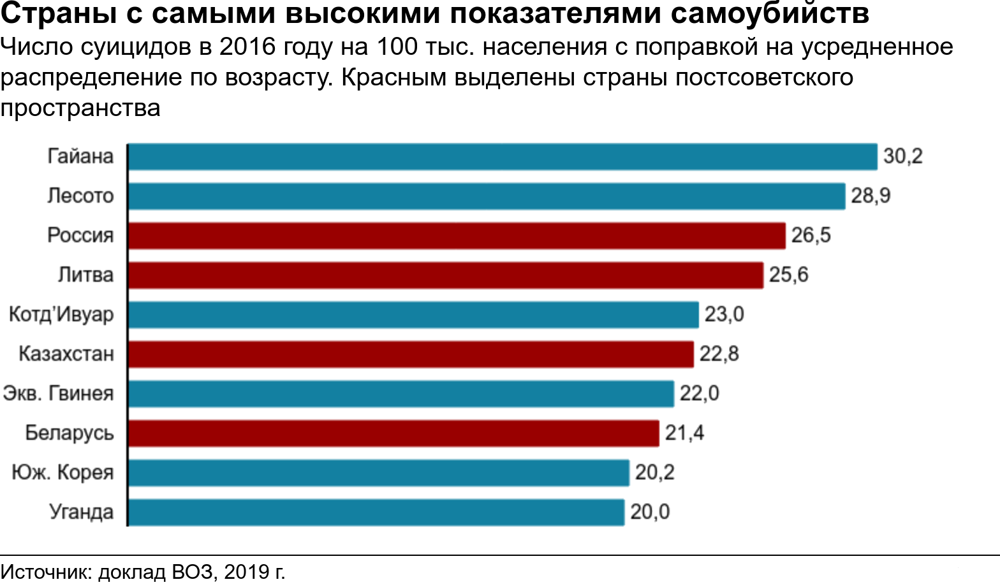 Страны с самыми высокими показателями самоубийств
Число суицидов в 2016 году на 100 тыс. населения с поправкой на усредненное
распределение по возрасту. Красным выделены страны постсоветского
пространства
Гайана 30,2
Лесото 28,9
Россия 26,5
Литва 25,6
Котд’Ивуар 23,0
Казахстан 22,8
Экв. Гвинея 22,0
Беларусь 21,4
Юж. Корея 20,2
Уганда 20,0
Источник: доклад ВОЗ, 2019 г.